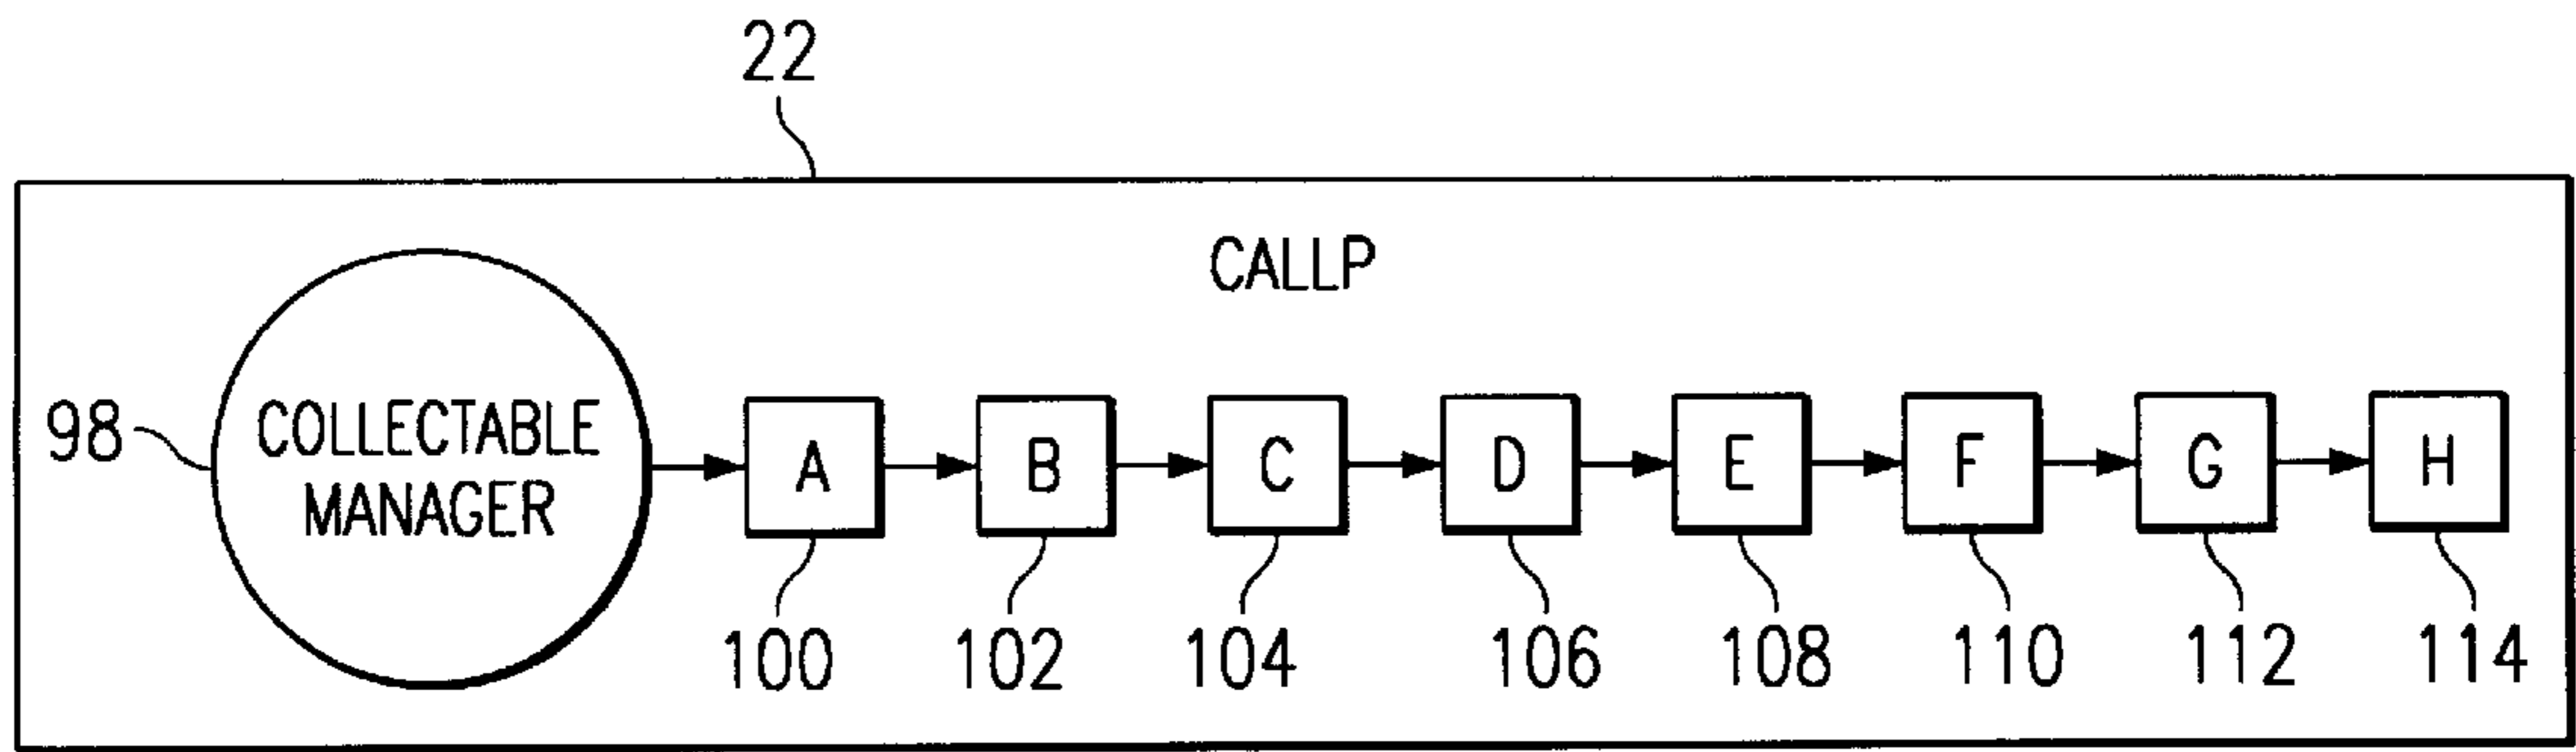 22
CALLP
98
COLLECTABLE
MANAGER
A B C D E F G H
100 102 104 106 108 110 112 114